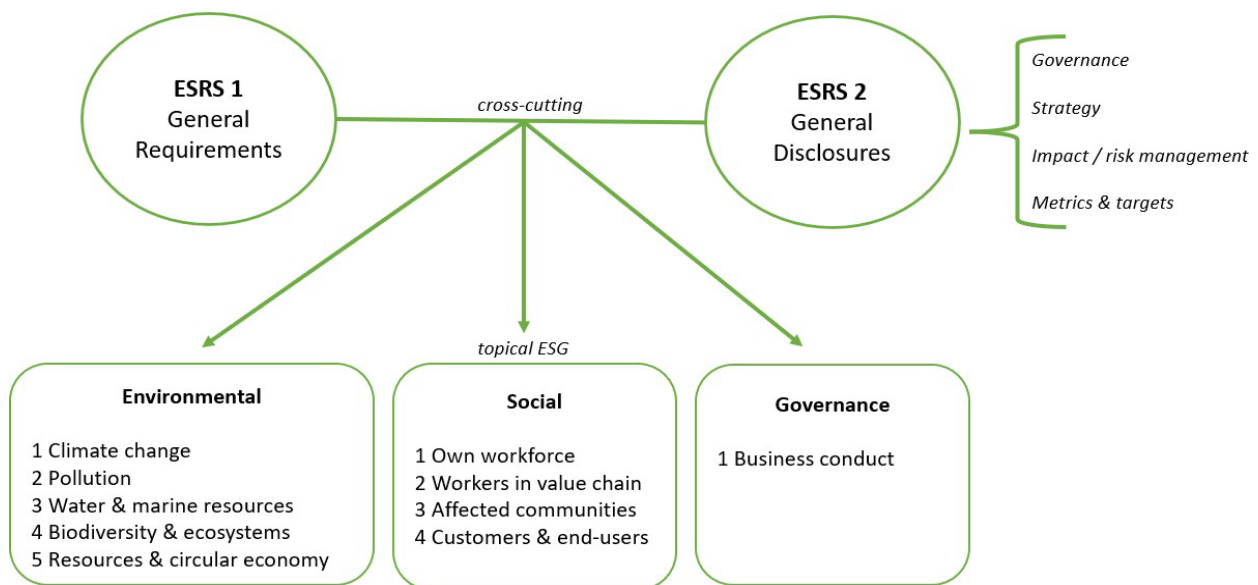 ESRS 1
General
Requirements
cross-cutting
ESRS 2
General
Disclosures
Governance
Strategy
Impact / risk management
Metrics & targets
topical ESG
Environmental
1 Climate change
2 Pollution
3 Water & marine resources
4 Biodiversity & ecosystems
5 Resources & circular economy
Social
1 Own workforce
2 Workers in value chain
3 Affected communities
4 Customers & end-users
Governance
1 Business conduct